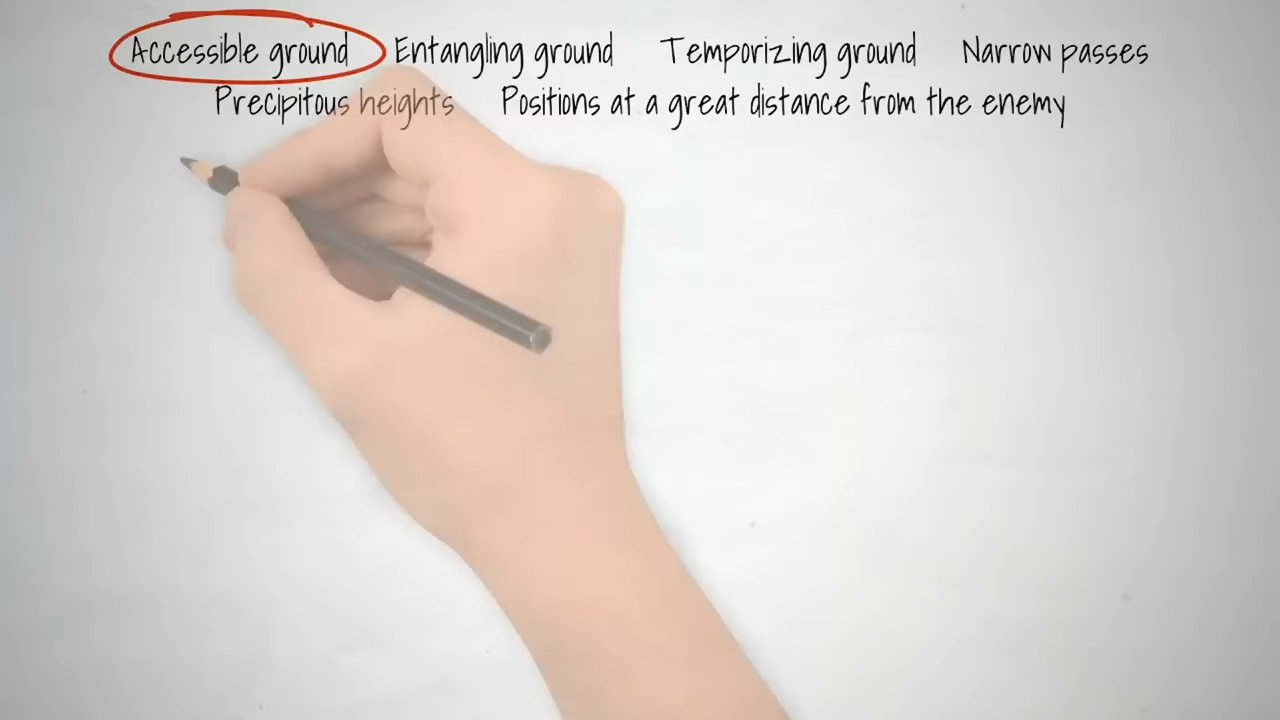 Accessible ground Entangling ground Temporizing ground Narrow passes
Precipitous heights Positions at a great distance from the enemy